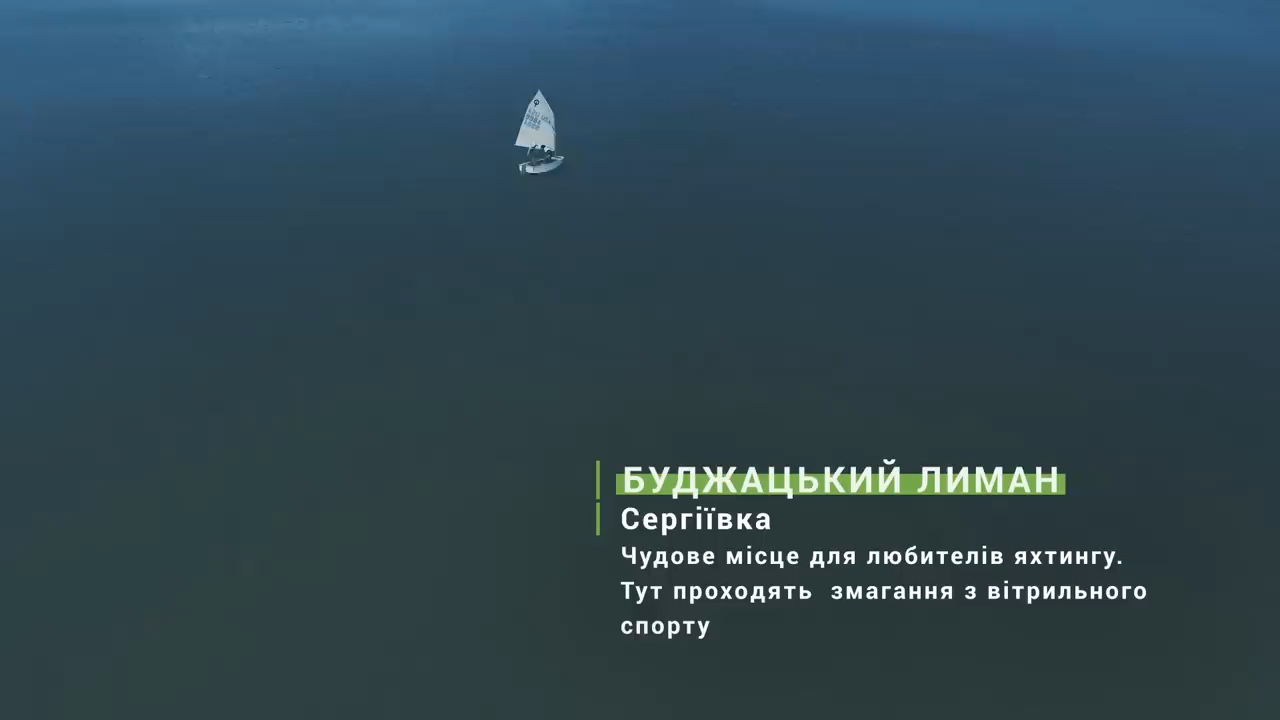 БУДЖАЦЬКИЙ ЛИМАН
Сергіївка
Чудове місце для любителів яхтингу.
Тут проходять змагання з вітрильного
спорту